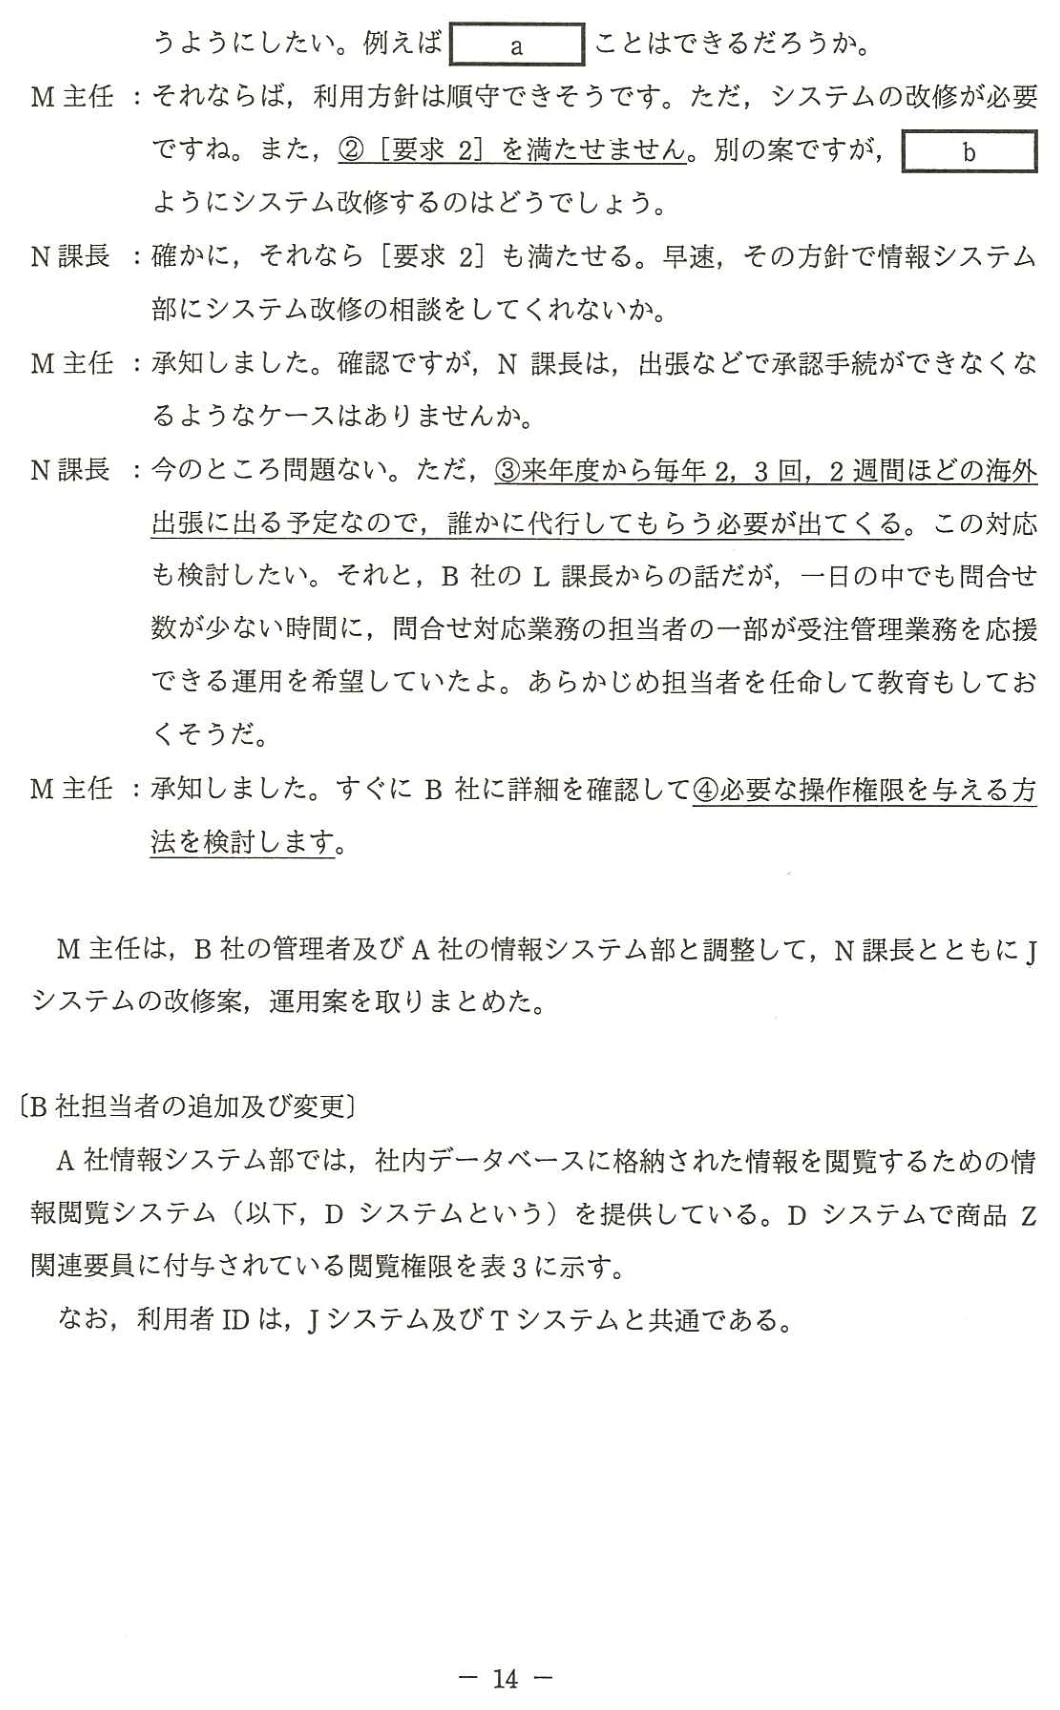 うようにしたい。例えば a ことはできるだろうか。
M 主任 ：それならば，利用方針は順守できそうです。ただ，システムの改修が必要
ですね。また，②［要求 2］を満たせません。別の案ですが， b
ようにシステム改修するのはどうでしょう。
N 課長 ：確かに，それなら［要求 2］も満たせる。早速，その方針で情報システム
部にシステム改修の相談をしてくれないか。
M 主任 ：承知しました。確認ですが，N 課長は，出張などで承認手続ができなくな
るようなケースはありませんか。
N 課長 ：今のところ問題ない。ただ，③来年度から毎年 2，3 回，2 週間ほどの海外
出張に出る予定なので，誰かに代行してもらう必要が出てくる。この対応
も検討したい。それと，B 社の L 課長からの話だが，一日の中でも問合せ
数が少ない時間に，問合せ対応業務の担当者の一部が受注管理業務を応援
できる運用を希望していたよ。あらかじめ担当者を任命して教育もしてお
くそうだ。
M 主任 ：承知しました。すぐに B 社に詳細を確認して④必要な操作権限を与える方
法を検討します。
M 主任は，B 社の管理者及び A 社の情報システム部と調整して，N 課長とともに J
システムの改修案，運用案を取りまとめた。
〔B 社担当者の追加及び変更〕
A 社情報システム部では，社内データベースに格納された情報を閲覧するための情
報閲覧システム（以下，D システムという）を提供している。D システムで商品 Z
関連要員に付与されている閲覧権限を表 3 に示す。
なお，利用者 ID は，J システム及び T システムと共通である。
－ 14 －